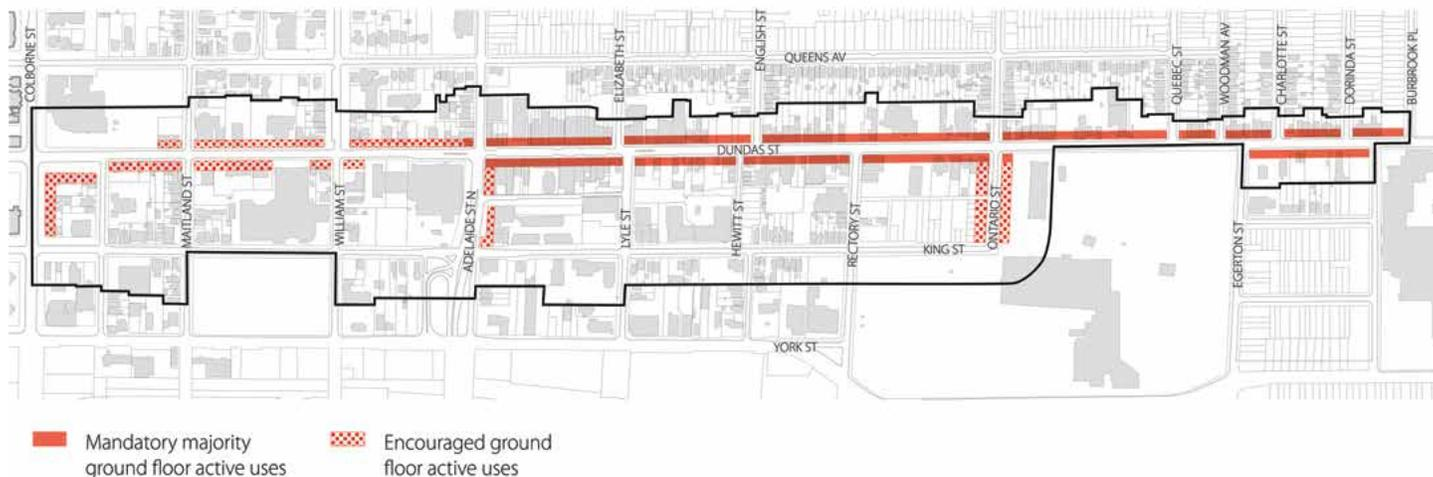 COLBORNE ST
ELIZABETH ST
ENGLISH ST
QUEENS AV
QUEBEC ST
WOODMAN AV
CHARLOTTE ST
DORINDA ST
BURBROOK PL
DUNDAS ST
MAITLAND ST
WILLIAM ST
ADELAIDE ST N
LYLE ST
HEWITT ST
RECTORY ST
KING ST
ONTARIO ST
EGERTON ST
YORK ST
Mandatory majority
ground floor active uses
Encouraged ground
floor active uses